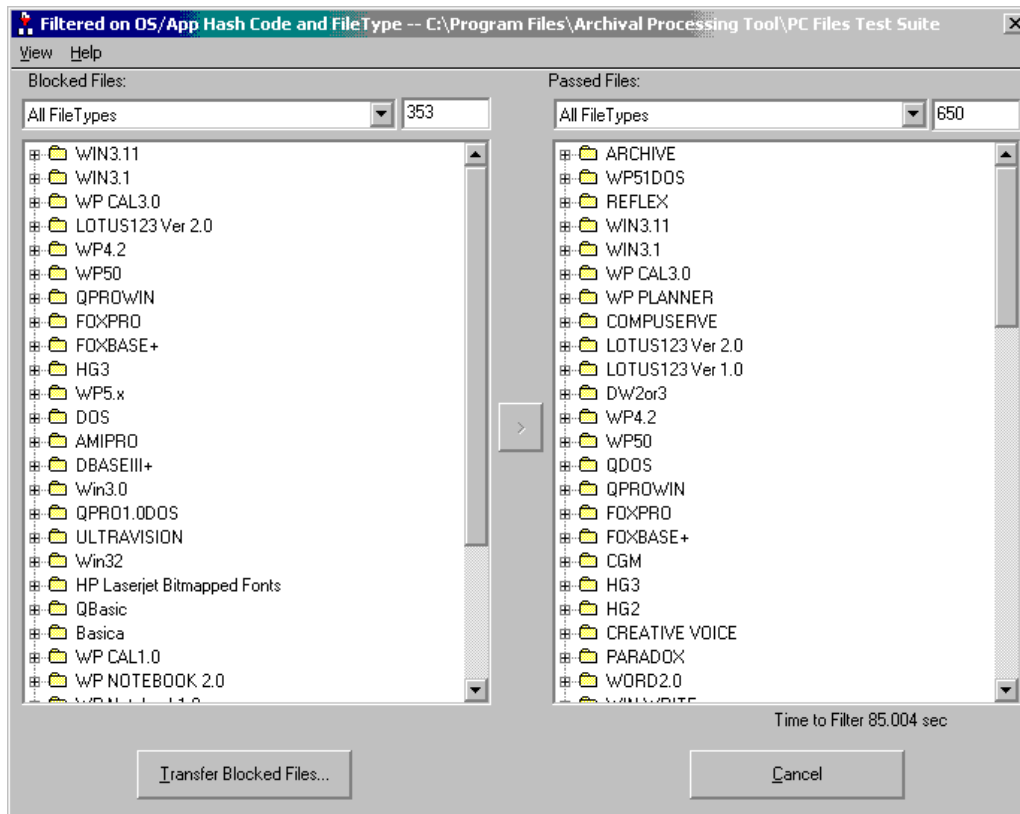 Filtered on OS/App Hash Code and FileType -- C:\Program Files\Archival Processing Tool\PC Files Test Suite
View Help
Blocked Files:
All FileTypes 353
WIN3.11
WIN3.1
WP CAL3.0
LOTUS123 Ver 2.0
WP4.2
WP50
QPROWIN
FOXPRO
FOXBASE+
HG3
WP5.x
DOS
AMIPRO
DBASEIII+
Win3.0
QPRO1.0DOS
ULTRAVISION
Win32
HP Laserjet Bitmapped Fonts
QBasic
Basica
WP CAL1.0
WP NOTEBOOK 2.0
>
Passed Files:
All FileTypes 650
ARCHIVE
WP51DOS
REFLEX
WIN3.11
WIN3.1
WP CAL3.0
WP PLANNER
COMPUSERVE
LOTUS123 Ver 2.0
LOTUS123 Ver 1.0
DW2or3
WP4.2
WP50
QDOS
QPROWIN
FOXPRO
FOXBASE+
CGM
HG3
HG2
CREATIVE VOICE
PARADOX
WORD2.0
Time to Filter 85.004 sec
Transfer Blocked Files...
Cancel